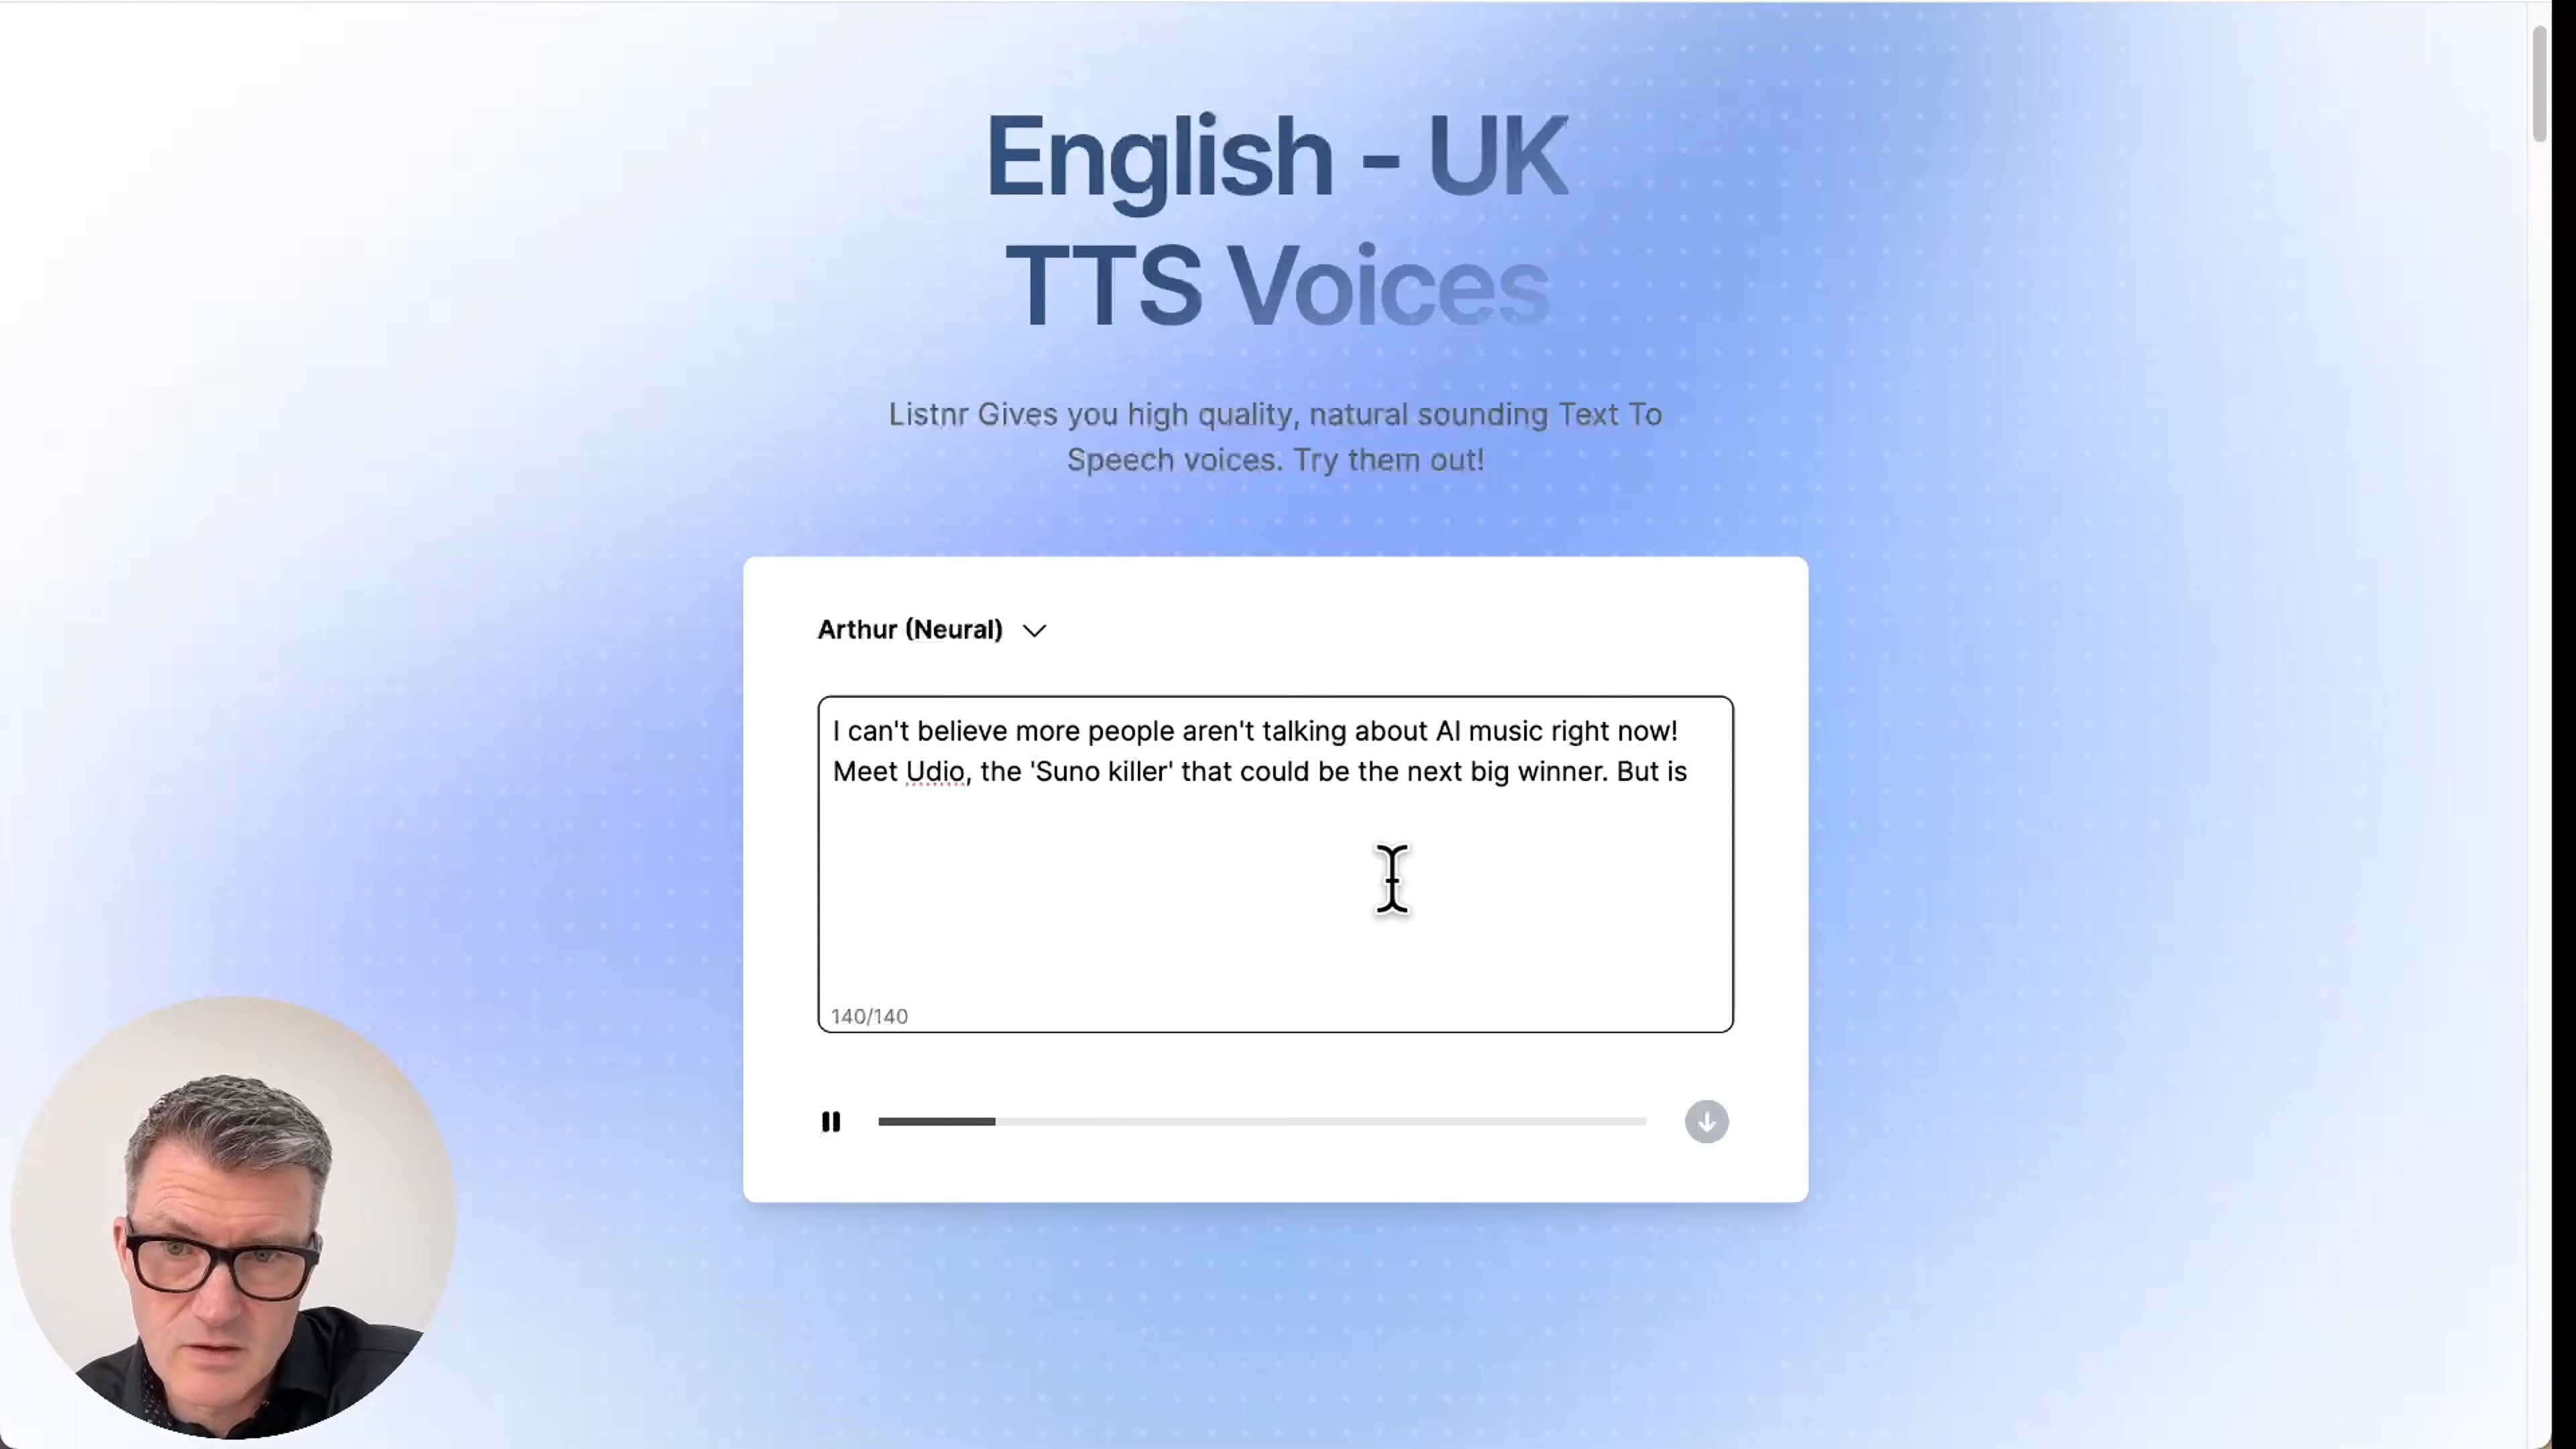 English - UK
TTS Voices
Listnr Gives you high quality, natural sounding Text To
Speech voices. Try them out!
Arthur (Neural)
I can't believe more people aren't talking about AI music right now!
Meet Udio, the 'Suno killer' that could be the next big winner. But is
140/140